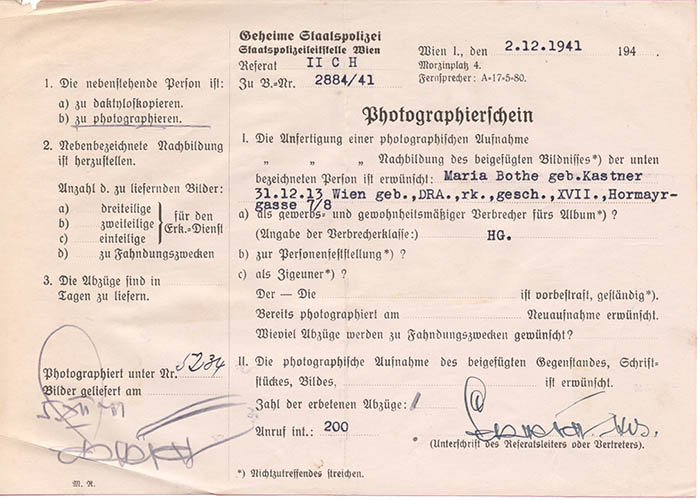 Geheime Staatspolizei
Staatspolizeileitstelle Wien
Referat II C H
Zu B.=Nr. 2884/41
Wien I., den 2.12.1941 194
Morzinplatz 4.
Fernsprecher: A=17=5=80.
1. Die nebenstehende Person ist:
a) zu daktyloskopieren.
b) zu photographieren.
2. Nebenbezeichnete Nachbildung
ist herzustellen.
Anzahl d. zu liefernden Bilder:
a) dreiteilige
b) zweiteilige
c) einteilige
für den
Erk.=Dienst
d) zu Fahndungszwecken
3. Die Abzüge sind in
Tagen zu liefern.
Photographiert unter Nr. 5234
Bilder geliefert am
M. R.
Photographierschein
I. Die Anfertigung einer photographischen Aufnahme
„ „ „ Nachbildung des beigefügten Bildnisses*) der unten
bezeichneten Person ist erwünscht: Maria Bothe geb.Kastner
31.12.13 Wien geb.,DRA.,rk.,gesch.,XVII.,Hormayr-
gasse 7/8
a) als gewerbs= und gewohnheitsmäßiger Verbrecher fürs Album*) ?
(Angabe der Verbrecherklasse:) HG.
b) zur Personenfeststellung*) ?
c) als Zigeuner*) ?
Der — Die ist vorbestraft, geständig*).
Bereits photographiert am Neuaufnahme erwünscht.
Wieviel Abzüge werden zu Fahndungszwecken gewünscht?
II. Die photographische Aufnahme des beigefügten Gegenstandes, Schrift=
stückes, Bildes, ist erwünscht.
Zahl der erbetenen Abzüge:
Anruf int.: 200
(Unterschrift des Referatsleiters oder Vertreters).
*) Nichtzutreffendes streichen.